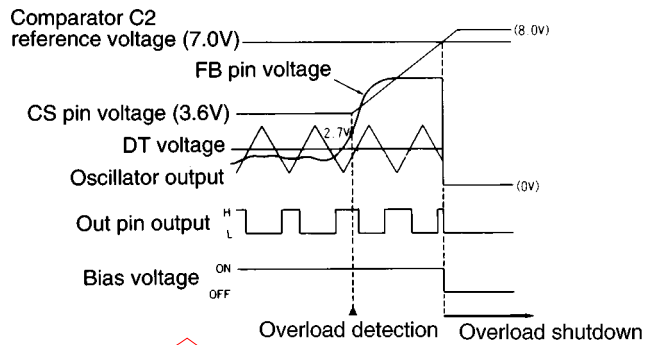 Comparator C2
reference voltage (7.0V)
(8.0V)
FB pin voltage
CS pin voltage (3.6V)
2.7V
DT voltage
Oscillator output
(0V)
Out pin output
H
L
Bias voltage
ON
OFF
Overload detection
Overload shutdown